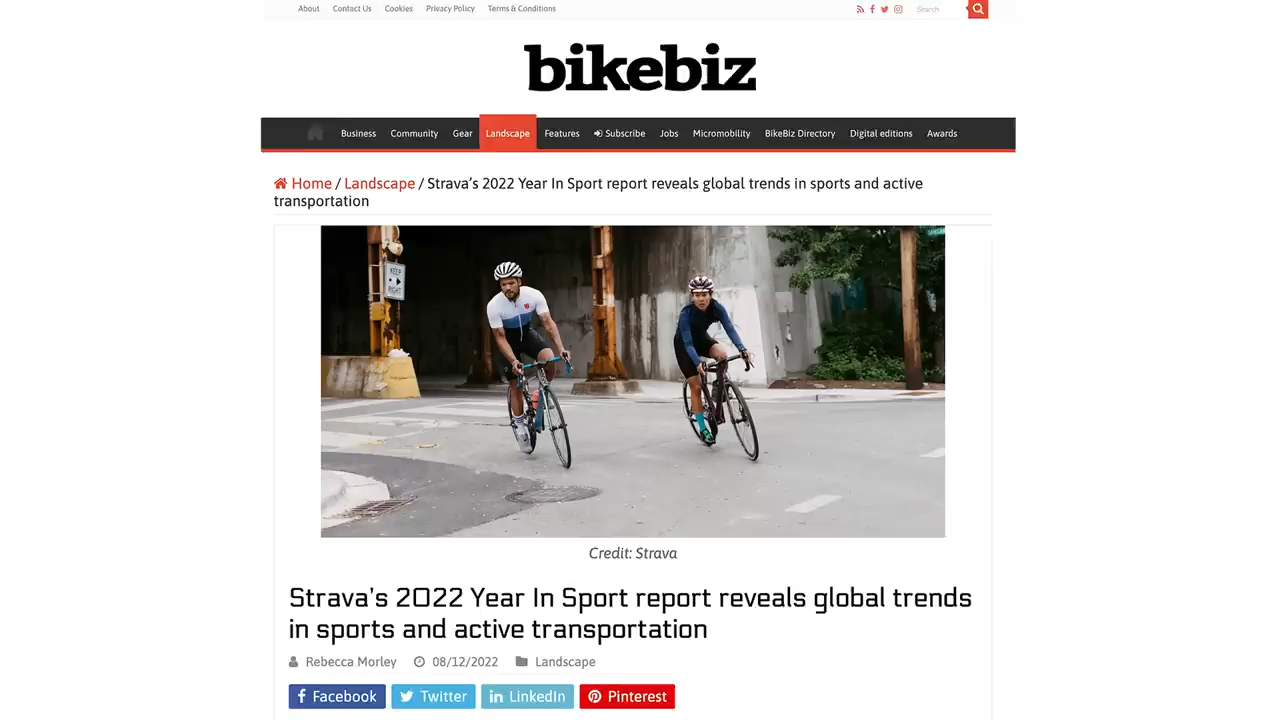 About Contact Us Cookies Privacy Policy Terms & Conditions Search
bikebiz
Business Community Gear Landscape Features Subscribe Jobs Micromobility BikeBiz Directory Digital editions Awards
Home / Landscape / Strava’s 2022 Year In Sport report reveals global trends in sports and active
transportation
KEEP
RIGHT
Credit: Strava
Strava's 2022 Year In Sport report reveals global trends
in sports and active transportation
Rebecca Morley 08/12/2022 Landscape
Facebook Twitter LinkedIn Pinterest